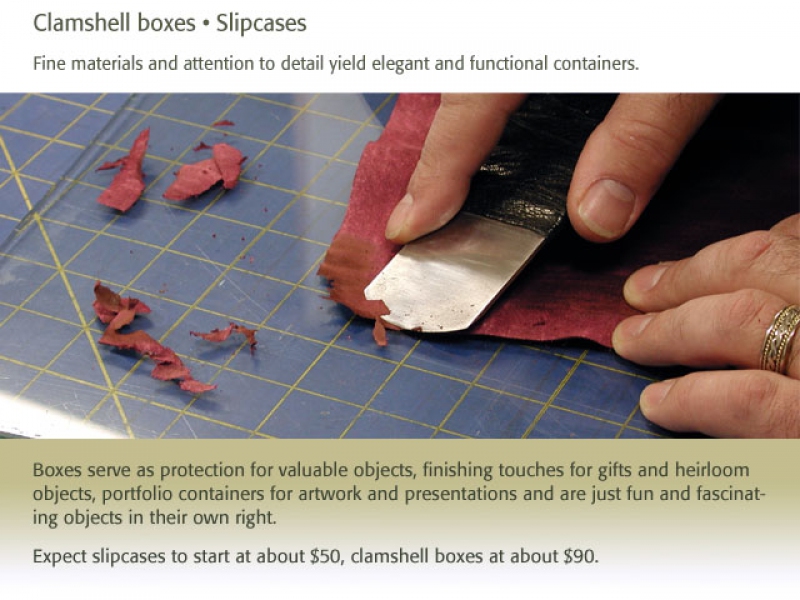 Clamshell boxes • Slipcases
Fine materials and attention to detail yield elegant and functional containers.
Boxes serve as protection for valuable objects, finishing touches for gifts and heirloom
objects, portfolio containers for artwork and presentations and are just fun and fascinat-
ing objects in their own right.
Expect slipcases to start at about $50, clamshell boxes at about $90.